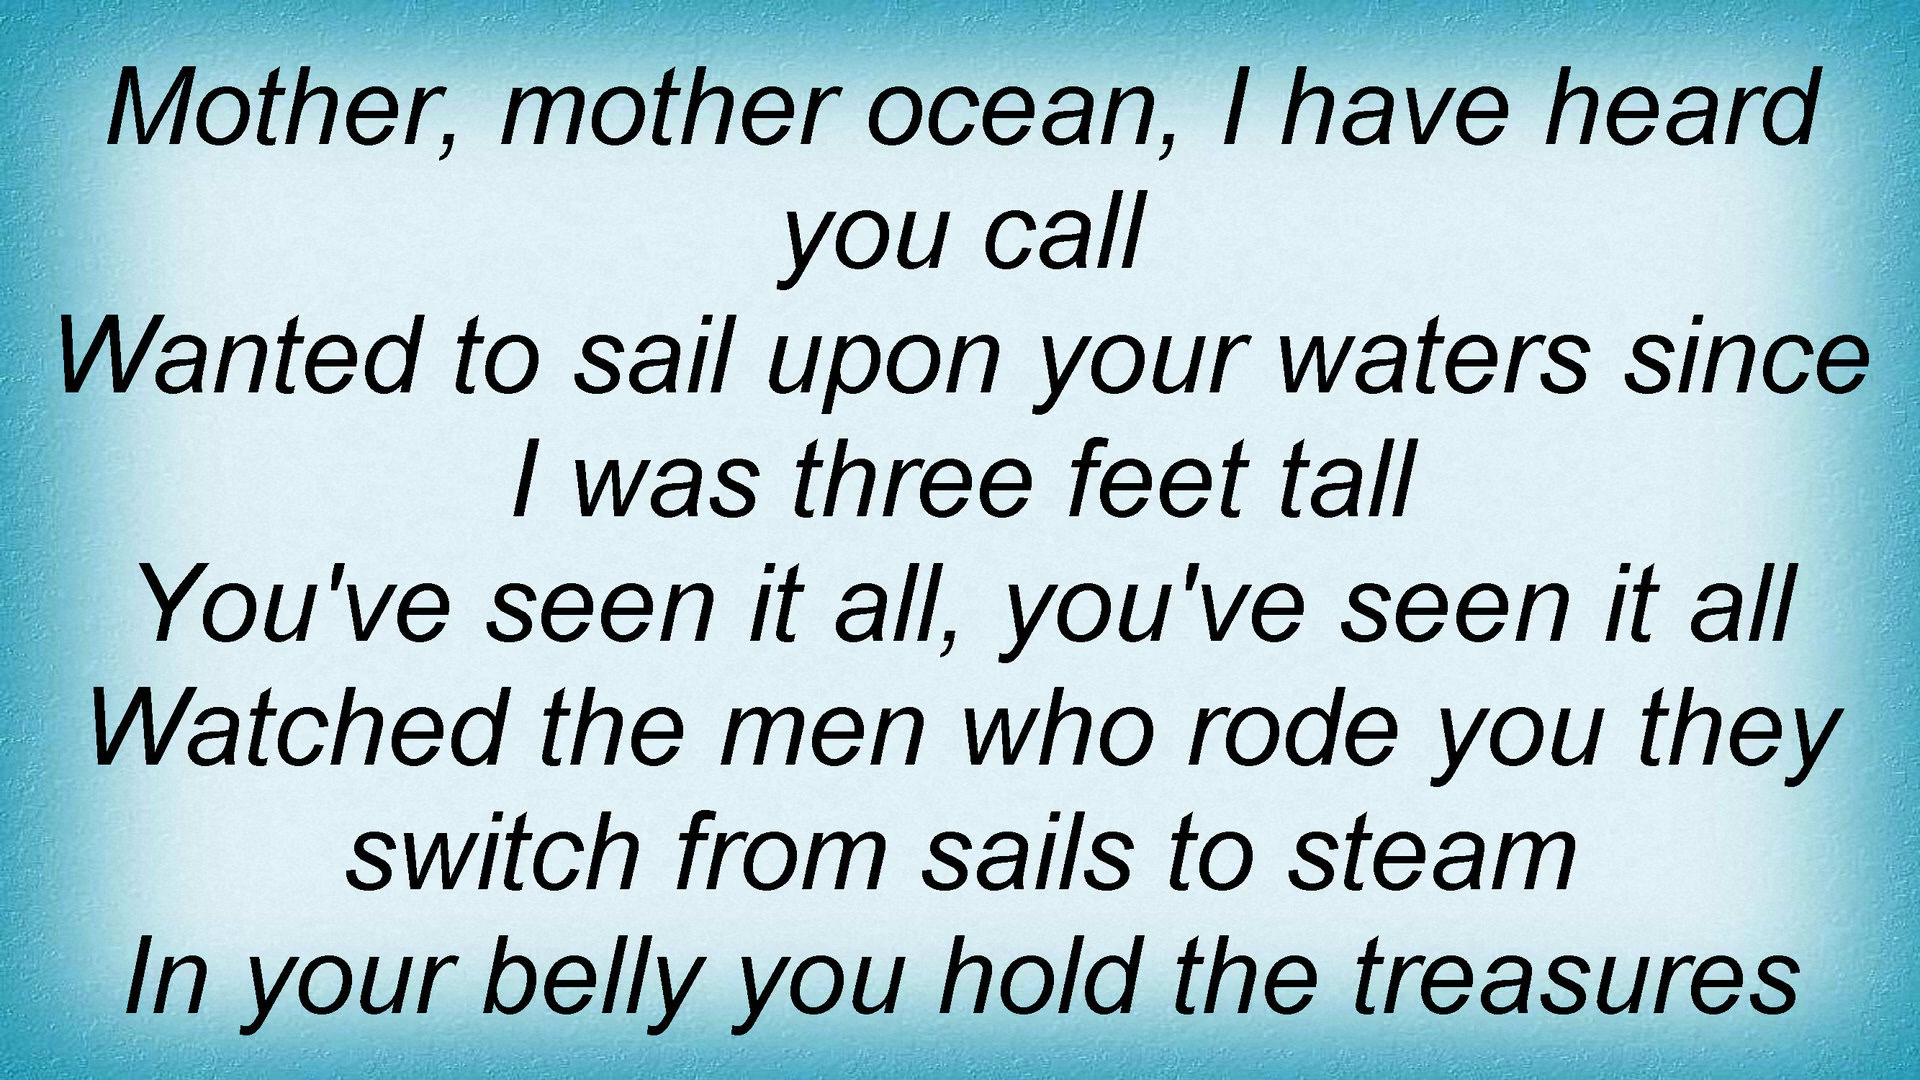 Mother, mother ocean, I have heard
you call
Wanted to sail upon your waters since
I was three feet tall
You've seen it all, you've seen it all
Watched the men who rode you they
switch from sails to steam
In your belly you hold the treasures